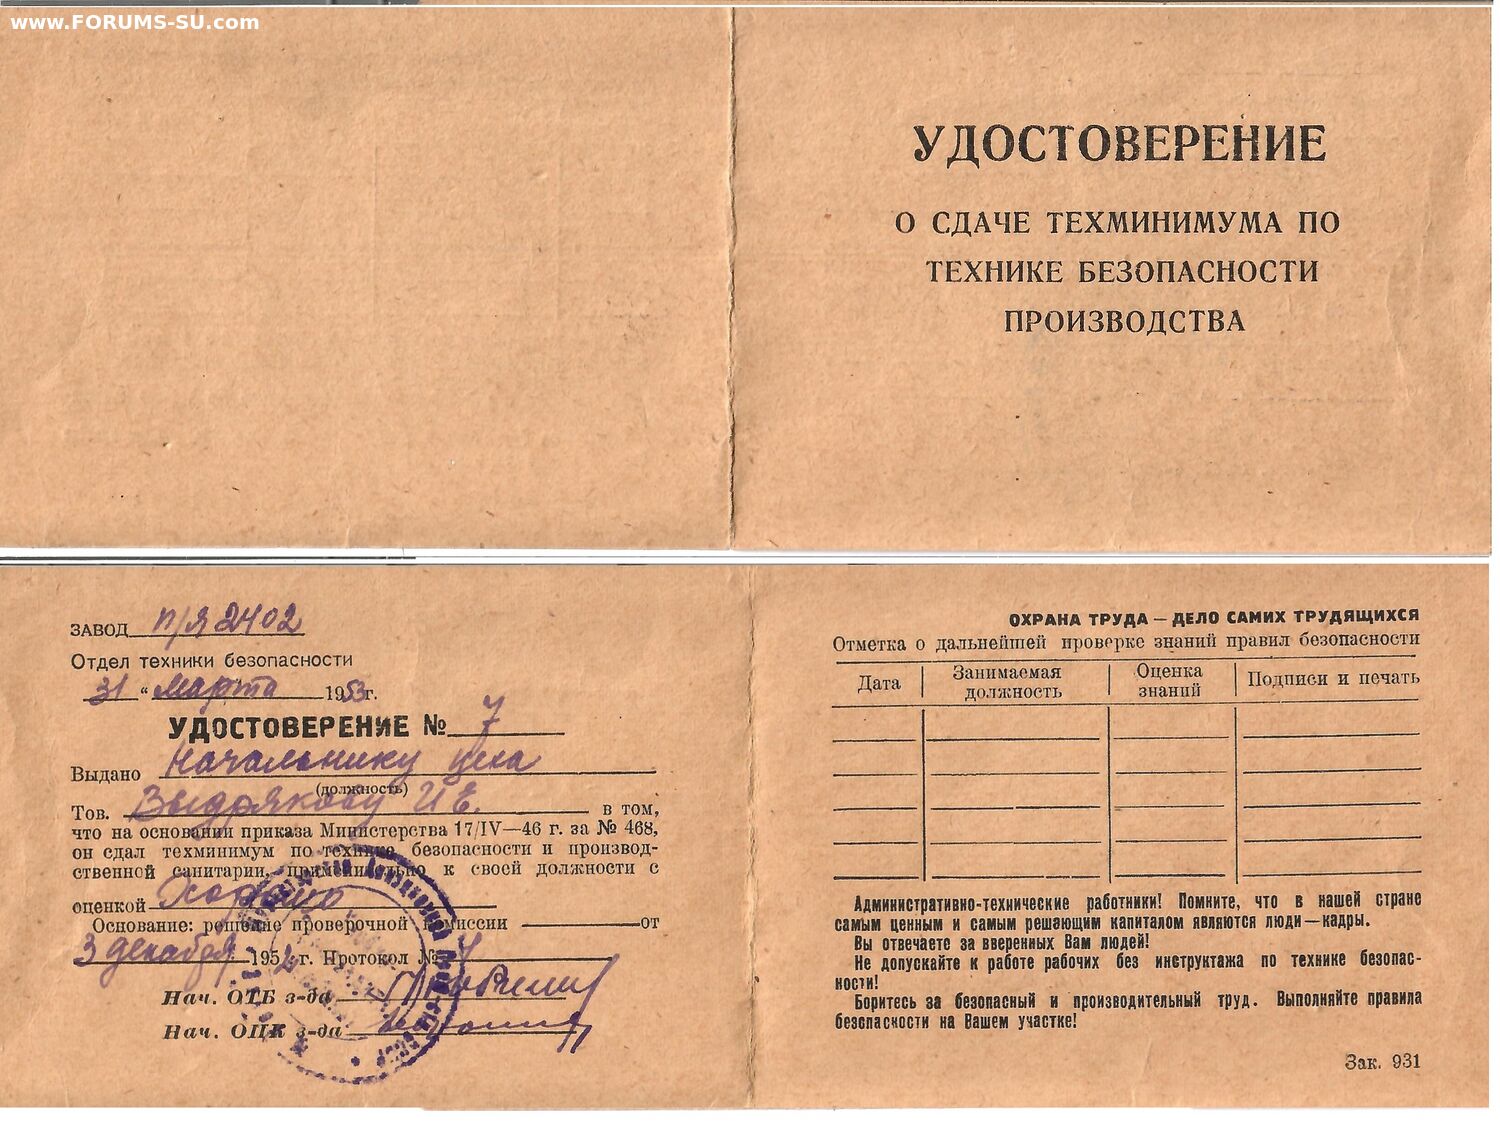 www.FORUMS-SU.com
УДОСТОВЕРЕНИЕ
О СДАЧЕ ТЕХМИНИМУМА ПО
ТЕХНИКЕ БЕЗОПАСНОСТИ
ПРОИЗВОДСТВА
ЗАВОД п/я 2402
Отдел техники безопасности
31 " Марта 1953г.
УДОСТОВЕРЕНИЕ № 7
Выдано Начальнику цеха
(должность)
Тов. Выдрякову И.Е. в том,
что на основании приказа Министерства 17/IV—46 г. за № 468,
он сдал техминимум по технике безопасности и производ-
ственной санитарии, применительно к своей должности с
оценкой Хорошо
Основание: решение проверочной комиссии от
3 декабря 1952 г. Протокол № 7
Нач. ОТБ з-да
Нач. ОПК з-да
ОХРАНА ТРУДА — ДЕЛО САМИХ ТРУДЯЩИХСЯ
Отметка о дальнейшей проверке знаний правил безопасности
Дата Занимаемая должность Оценка знаний Подписи и печать
Административно-технические работники! Помните, что в нашей стране
самым ценным и самым решающим капиталом являются люди—кадры.
Вы отвечаете за вверенных Вам людей!
Не допускайте к работе рабочих без инструктажа по технике безопас-
ности!
Боритесь за безопасный и производительный труд. Выполняйте правила
безопасности на Вашем участке!
Зак. 931